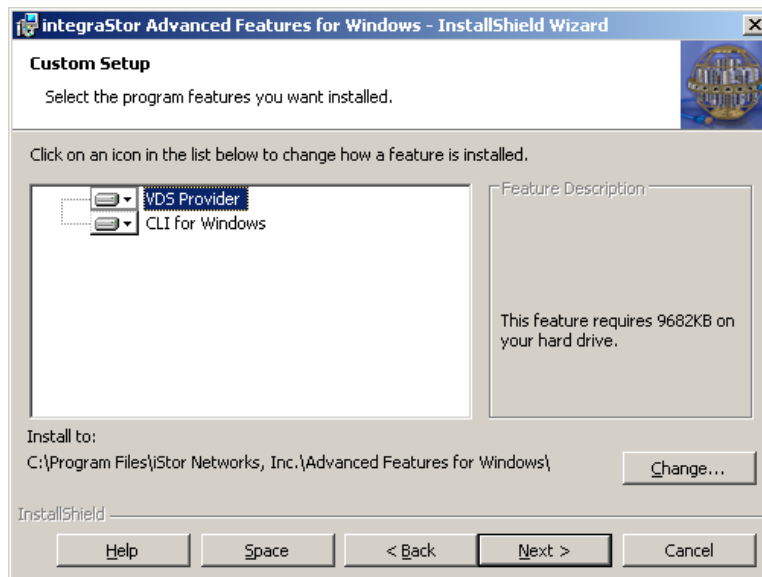 integraStor Advanced Features for Windows - InstallShield Wizard
Custom Setup
Select the program features you want installed.
Click on an icon in the list below to change how a feature is installed.
VDS Provider
CLI for Windows
Feature Description
This feature requires 9682KB on
your hard drive.
Install to:
C:\Program Files\iStor Networks, Inc.\Advanced Features for Windows\
Change...
InstallShield
Help
Space
< Back
Next >
Cancel